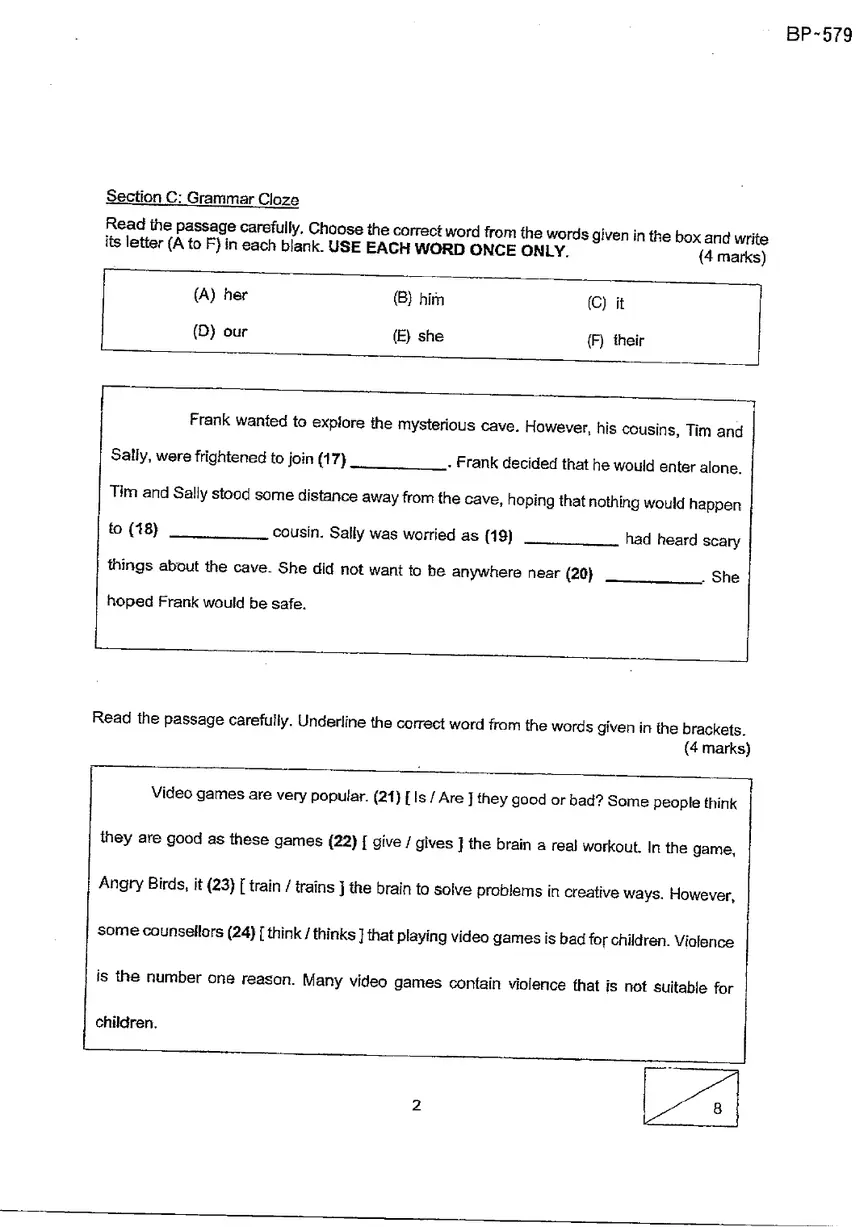 BP-579
Section C: Grammar Cloze
Read the passage carefully. Choose the correct word from the words given in the box and write
its letter (A to F) in each blank. USE EACH WORD ONCE ONLY.
(4 marks)
(A) her (B) him (C) it
(D) our (E) she (F) their
Frank wanted to explore the mysterious cave. However, his cousins, Tim and
Sally, were frightened to join (17) __________. Frank decided that he would enter alone.
Tim and Sally stood some distance away from the cave, hoping that nothing would happen
to (18) __________ cousin. Sally was worried as (19) __________ had heard scary
things about the cave. She did not want to be anywhere near (20) __________. She
hoped Frank would be safe.
Read the passage carefully. Underline the correct word from the words given in the brackets.
(4 marks)
Video games are very popular. (21) [ Is / Are ] they good or bad? Some people think
they are good as these games (22) [ give / gives ] the brain a real workout. In the game,
Angry Birds, it (23) [ train / trains ] the brain to solve problems in creative ways. However,
some counsellors (24) [ think / thinks ] that playing video games is bad for children. Violence
is the number one reason. Many video games contain violence that is not suitable for
children.
2
8